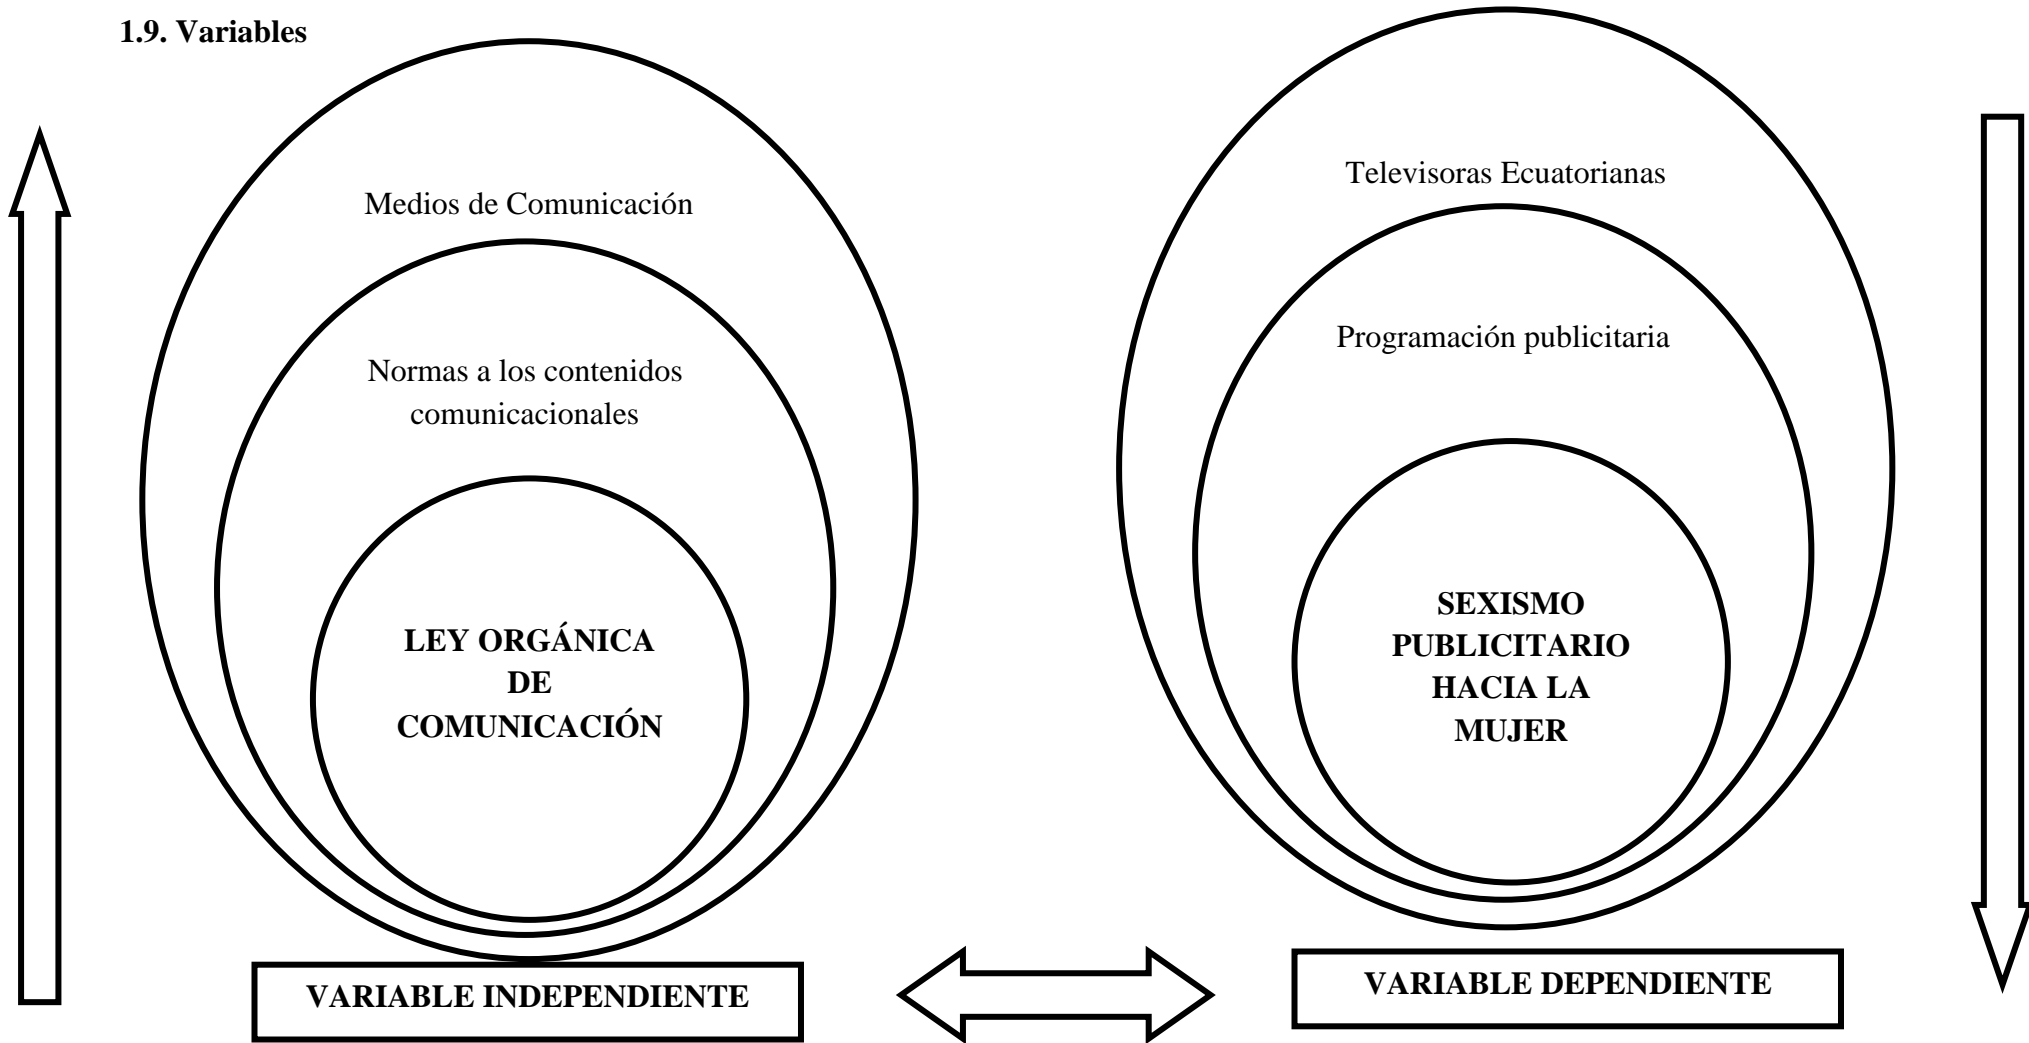 1.9. Variables
Medios de Comunicación
Normas a los contenidos
comunicacionales
LEY ORGÁNICA
DE
COMUNICACIÓN
VARIABLE INDEPENDIENTE
Televisoras Ecuatorianas
Programación publicitaria
SEXISMO
PUBLICITARIO
HACIA LA
MUJER
VARIABLE DEPENDIENTE